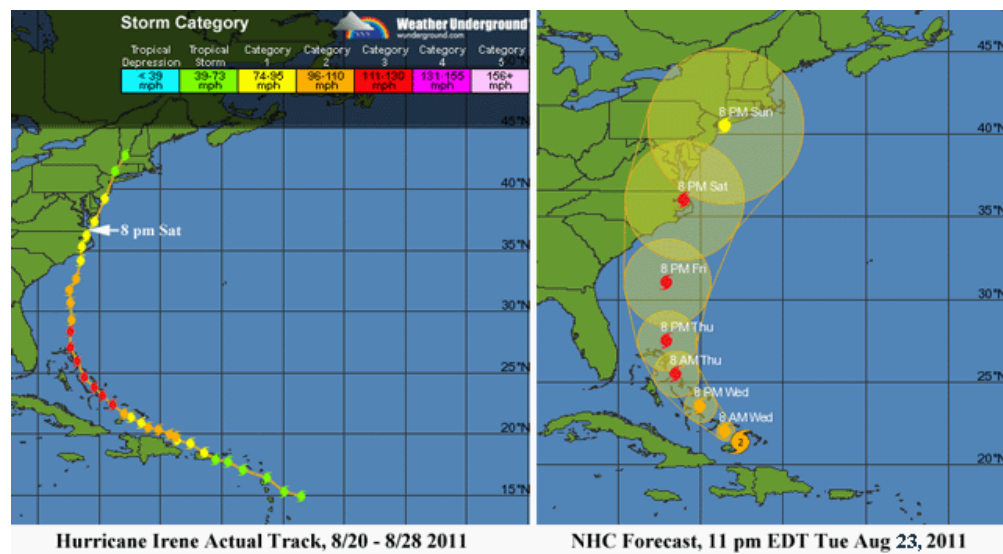 Storm Category
Weather Underground®
wunderground.com
Tropical Depression
Tropical Storm
Category 1
Category 2
Category 3
Category 4
Category 5
< 39 mph
39-73 mph
74-95 mph
96-110 mph
111-130 mph
131-155 mph
156+ mph
45°N
40°N
8 pm Sat
35°N
30°N
25°N
20°N
15°N
Hurricane Irene Actual Track, 8/20 - 8/28 2011
45°N
8 PM Sun
40°N
8 PM Sat
35°N
8 PM Fri
30°N
8 PM Thu
8 AM Thu
25°N
8 PM Wed
8 AM Wed
2
20°N
NHC Forecast, 11 pm EDT Tue Aug 23, 2011